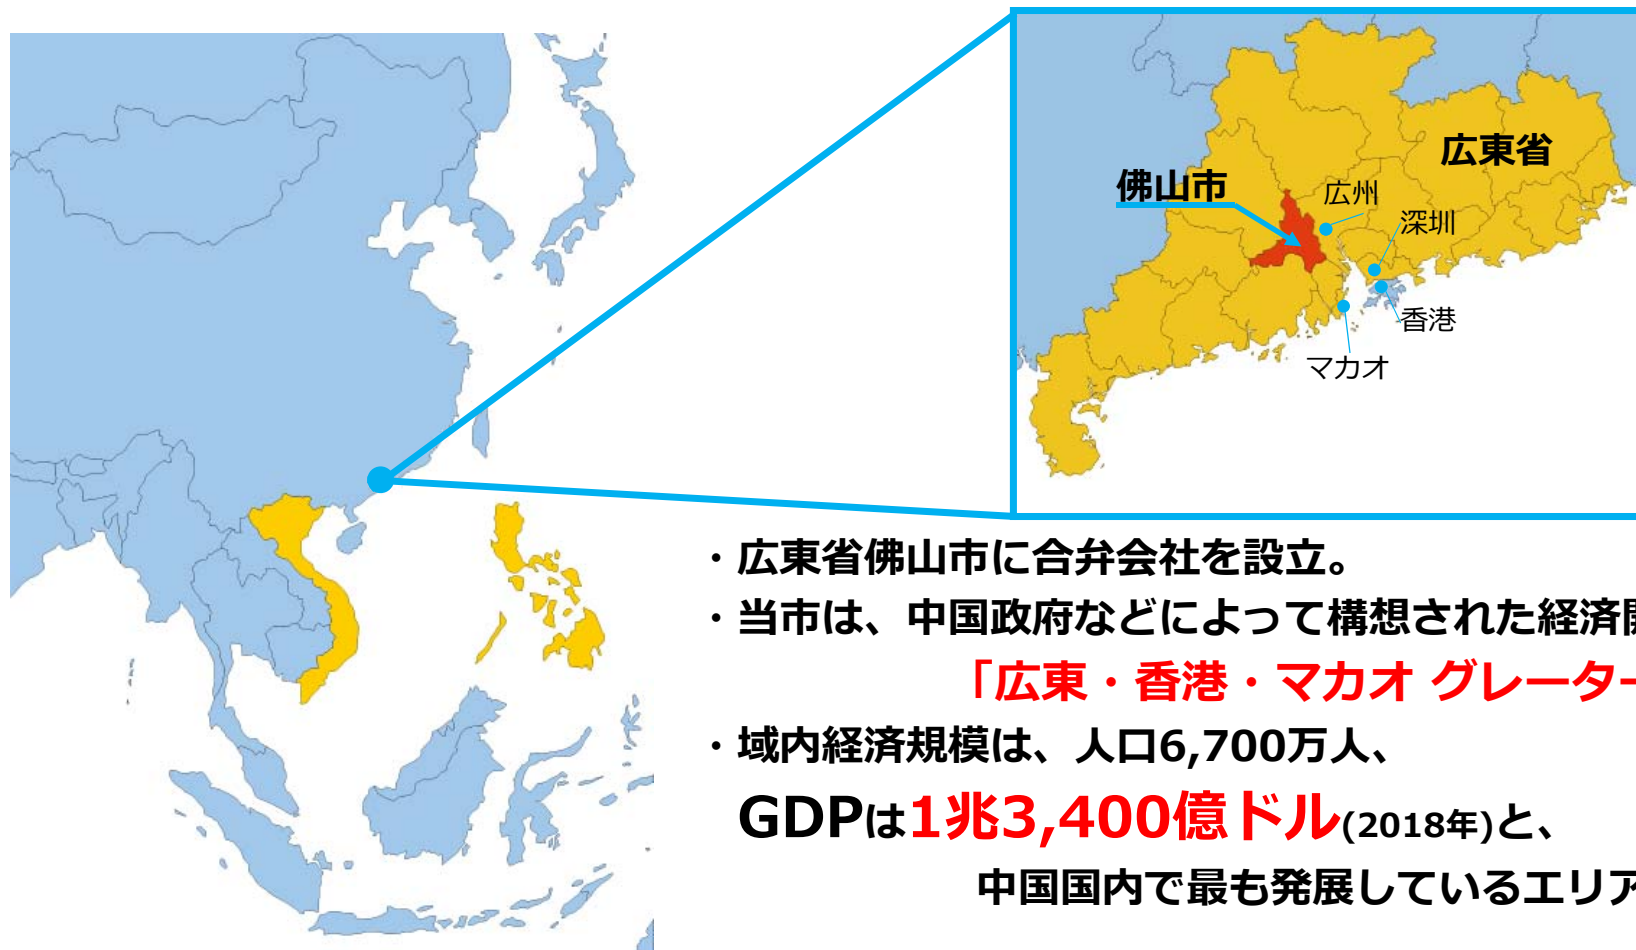 広東省
佛山市
広州
深圳
香港
マカオ
・広東省佛山市に合弁会社を設立。
・当市は、中国政府などによって構想された経済
「広東・香港・マカオ グレーター
・域内経済規模は、人口6,700万人、
GDPは1兆3,400億ドル(2018年)と、
中国国内で最も発展しているエリア